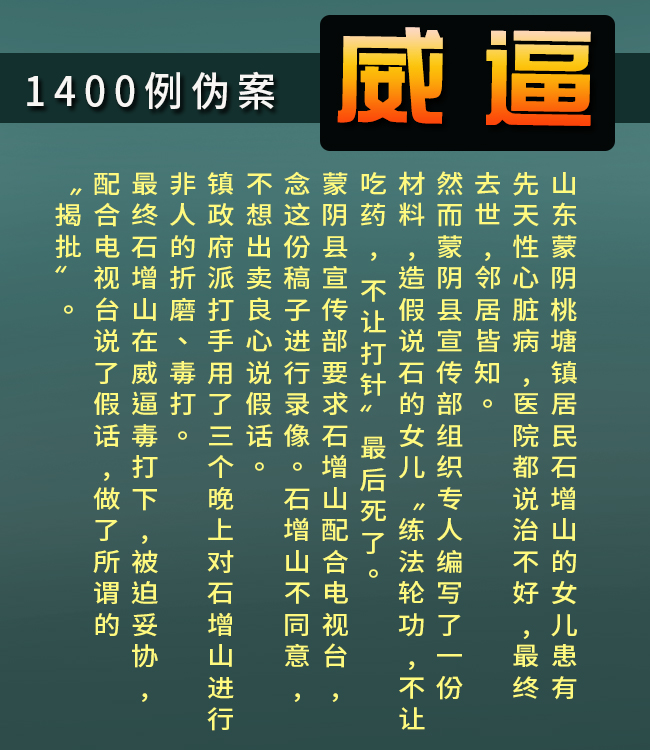 1400例伪案
威逼
山东蒙阴桃塘镇居民石增山的女儿患有
先天性心脏病，医院都说治不好，最终
去世，邻居皆知。
然而蒙阴县宣传部组织专人编写了一份
材料，造假说石的女儿〝练法轮功，不让
吃药，不让打针〞最后死了。
蒙阴县宣传部要求石增山配合电视台，
念这份稿子进行录像。石增山不同意，
不想出卖良心说假话。
镇政府派打手用了三个晚上对石增山进行
非人的折磨、毒打。
最终石增山在威逼毒打下，被迫妥协，
配合电视台说了假话，做了所谓的
〝揭批〞。